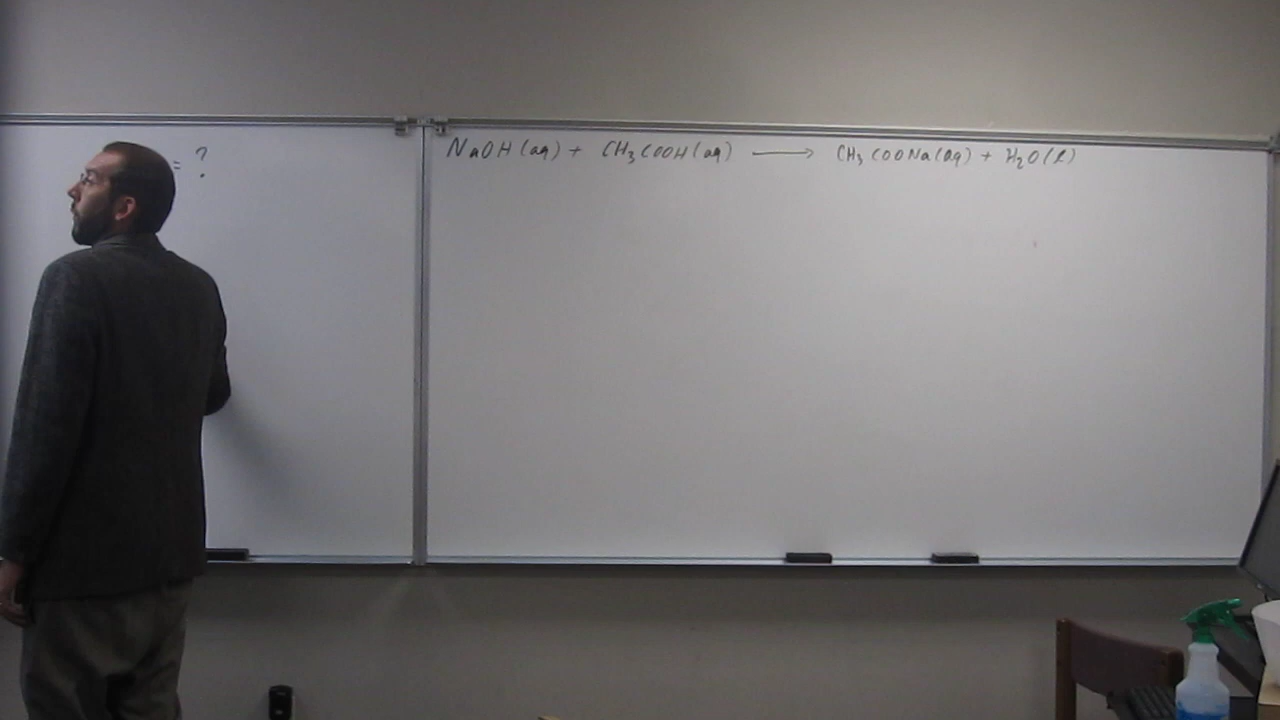 = ?
NaOH(aq) + CH₃COOH(aq) ⟶ CH₃COONa(aq) + H₂O(l)